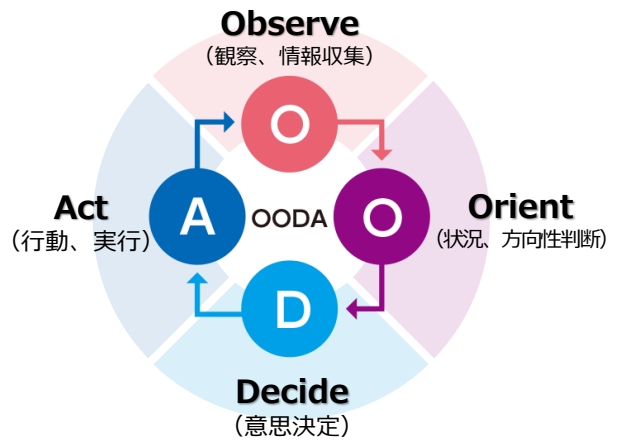 Observe
（観察、情報収集）
O
A
OODA
O
Act
（行動、実行）
Orient
（状況、方向性判断）
D
Decide
（意思決定）